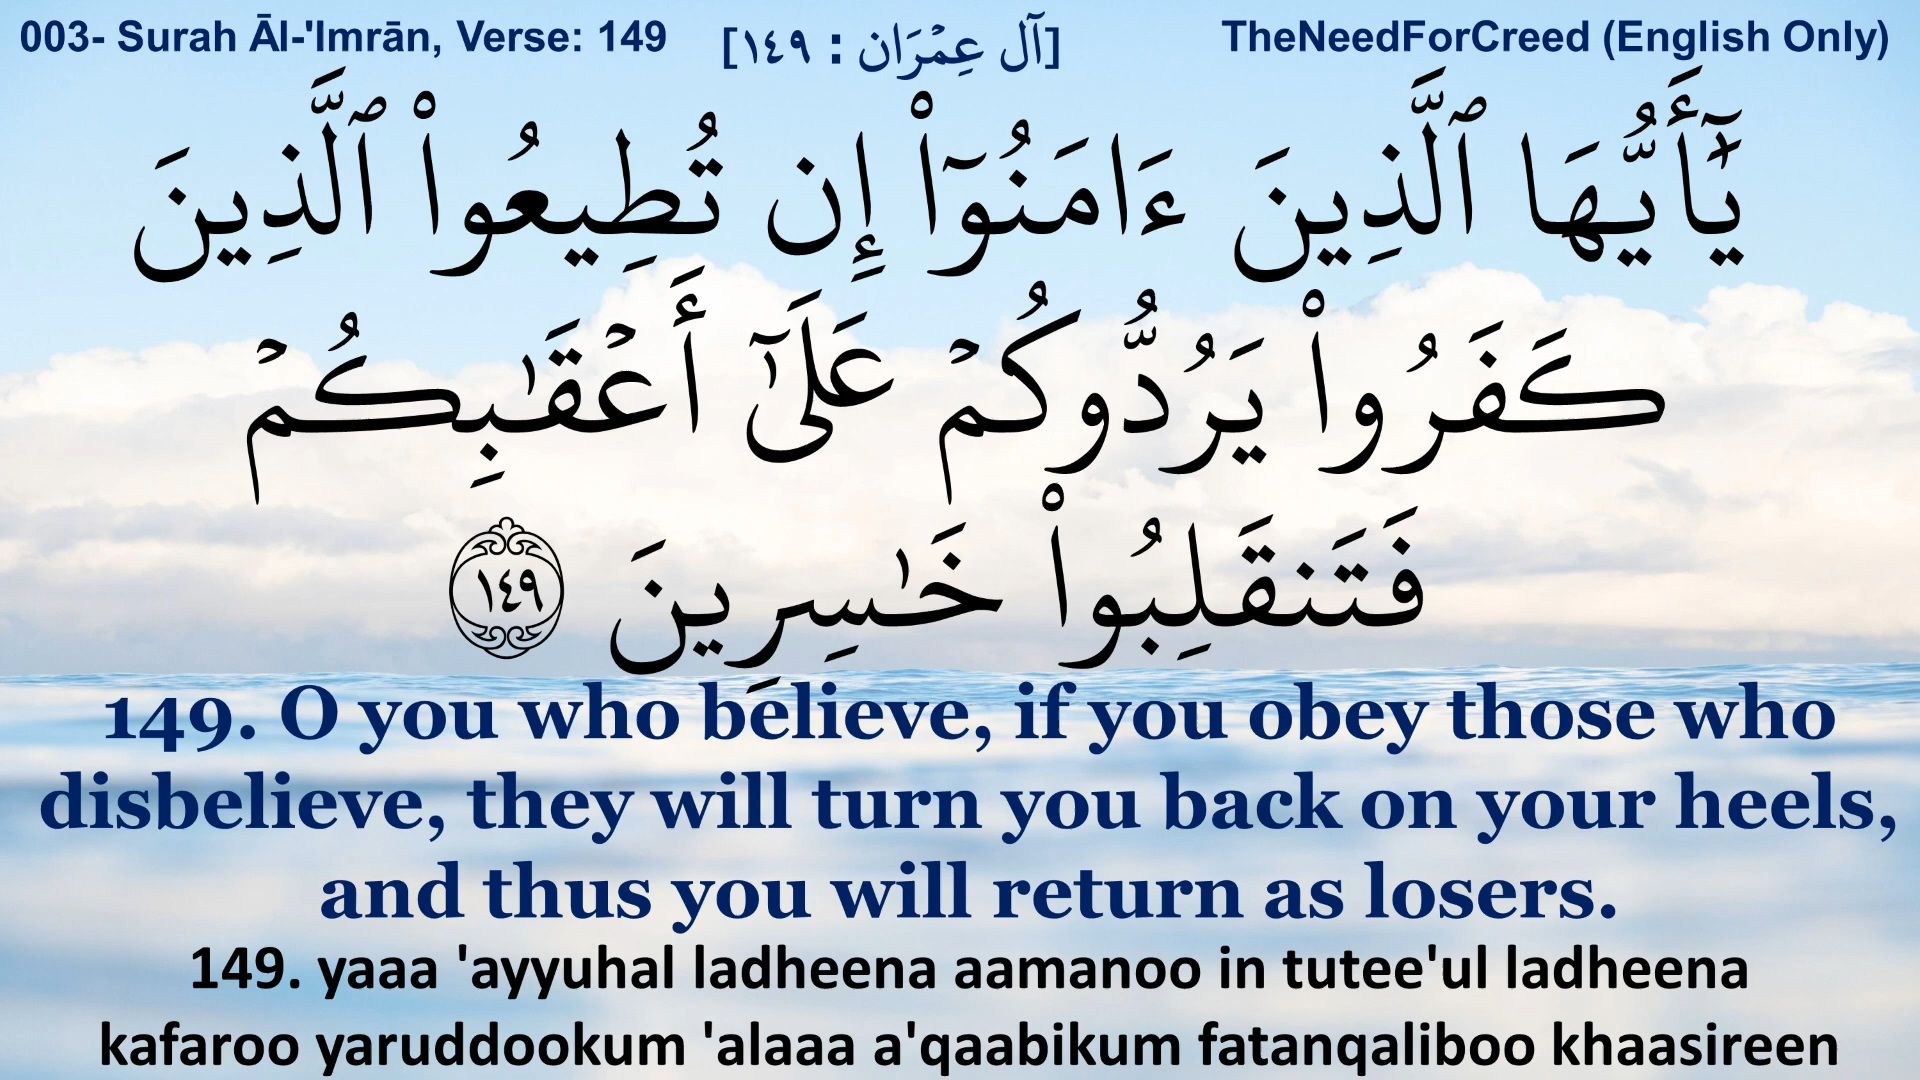 003- Surah Āl-'Imrān, Verse: 149
[آل عِمْرَان : ١٤٩]
TheNeedForCreed (English Only)
يَٰٓأَيُّهَا ٱلَّذِينَ ءَامَنُوٓا۟ إِن تُطِيعُوا۟ ٱلَّذِينَ
كَفَرُوا۟ يَرُدُّوكُمْ عَلَىٰٓ أَعْقَٰبِكُمْ
فَتَنقَلِبُوا۟ خَٰسِرِينَ ١٤٩
149. O you who believe, if you obey those who
disbelieve, they will turn you back on your heels,
and thus you will return as losers.
149. yaaa 'ayyuhal ladheena aamanoo in tutee'ul ladheena
kafaroo yaruddookum 'alaaa a'qaabikum fatanqaliboo khaasireen